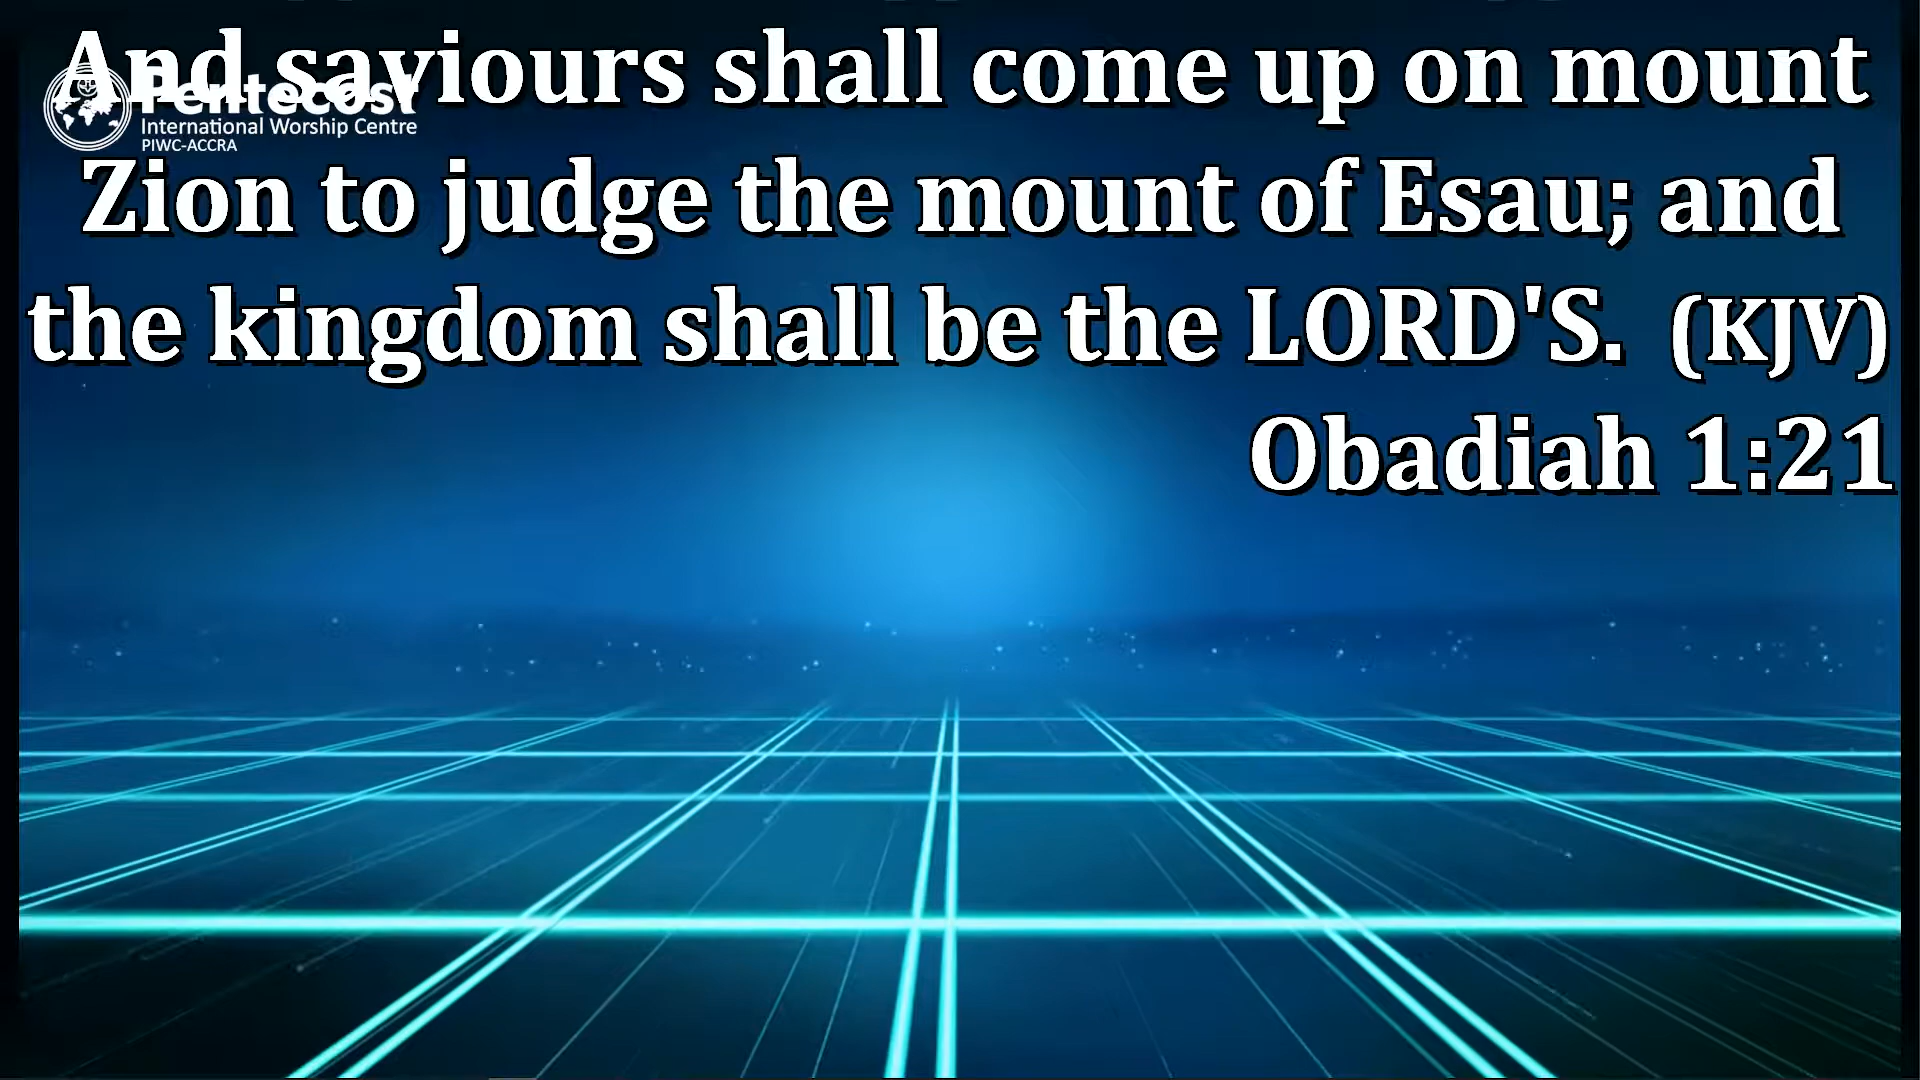 And saviours shall come up on mount
Pentecost
International Worship Centre
PIWC-ACCRA
Zion to judge the mount of Esau; and
the kingdom shall be the LORD'S. (KJV)
Obadiah 1:21